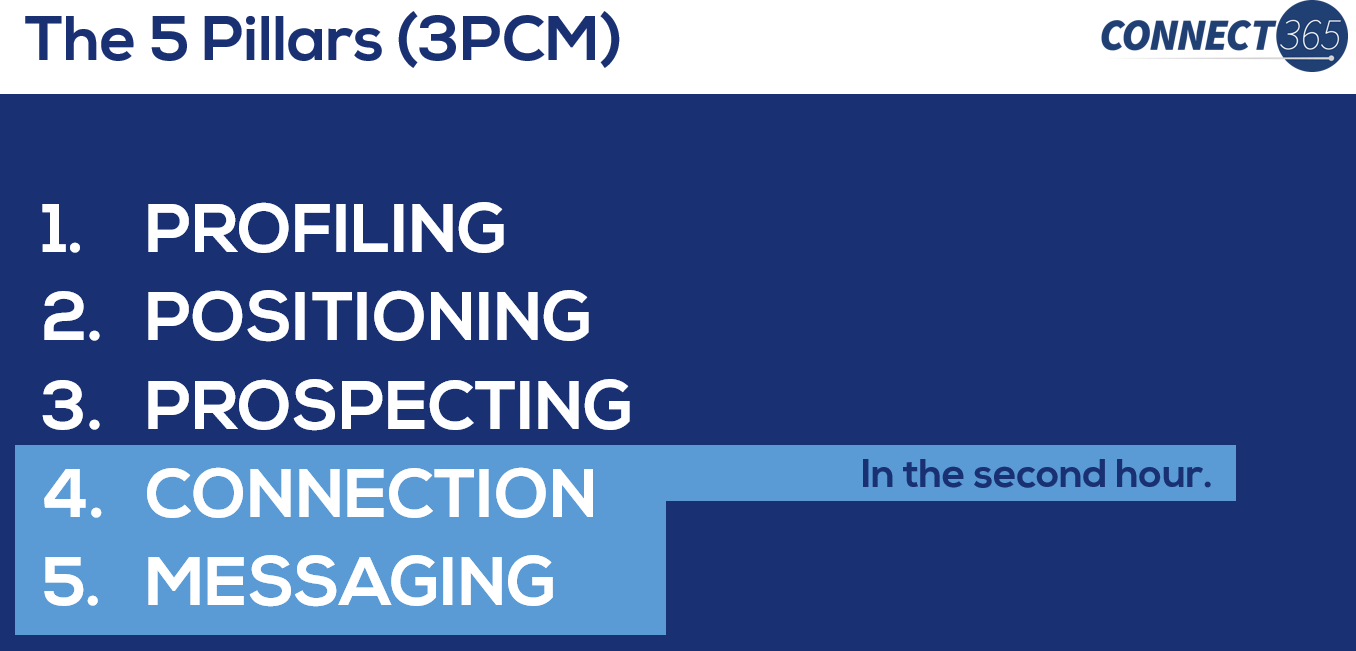 The 5 Pillars (3PCM)
CONNECT365
1. PROFILING
2. POSITIONING
3. PROSPECTING
4. CONNECTION
In the second hour.
5. MESSAGING